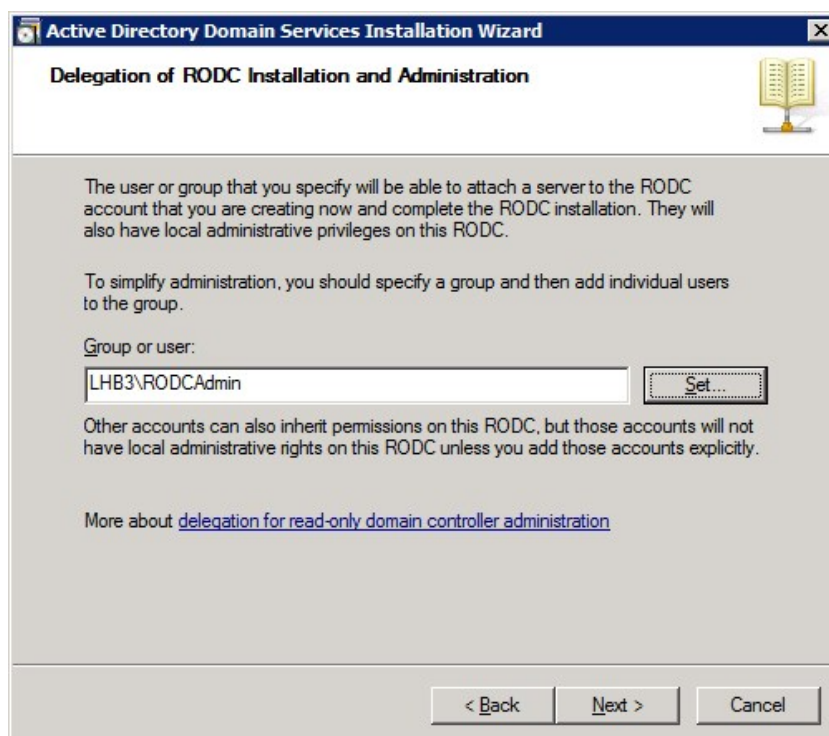 Active Directory Domain Services Installation Wizard
Delegation of RODC Installation and Administration
The user or group that you specify will be able to attach a server to the RODC
account that you are creating now and complete the RODC installation. They will
also have local administrative privileges on this RODC.
To simplify administration, you should specify a group and then add individual users
to the group.
Group or user:
LHB3\RODCAdmin
Set...
Other accounts can also inherit permissions on this RODC, but those accounts will not
have local administrative rights on this RODC unless you add those accounts explicitly.
More about delegation for read-only domain controller administration
< Back
Next >
Cancel